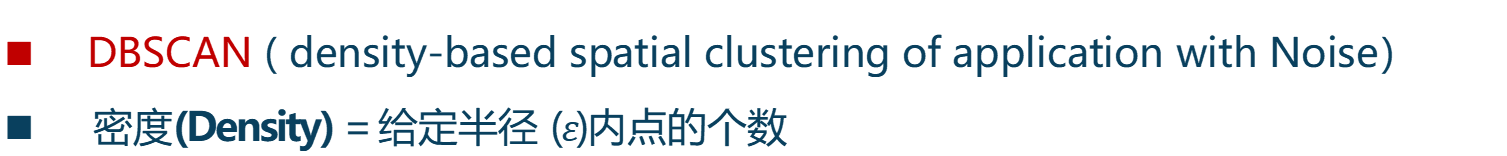 DBSCAN ( density-based spatial clustering of application with Noise)
密度(Density) = 给定半径 (ε)内点的个数